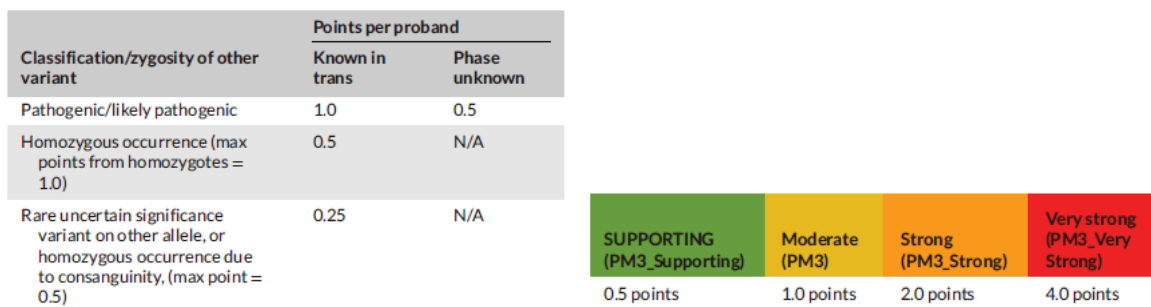 Points per proband
Classification/zygosity of other
variant
Known in
trans
Phase
unknown
Pathogenic/likely pathogenic
1.0
0.5
Homozygous occurrence (max
points from homozygotes =
1.0)
0.5
N/A
Rare uncertain significance
variant on other allele, or
homozygous occurrence due
to consanguinity, (max point =
0.5)
0.25
N/A
SUPPORTING
(PM3_Supporting)
Moderate
(PM3)
Strong
(PM3_Strong)
Very strong
(PM3_Very
Strong)
0.5 points
1.0 points
2.0 points
4.0 points